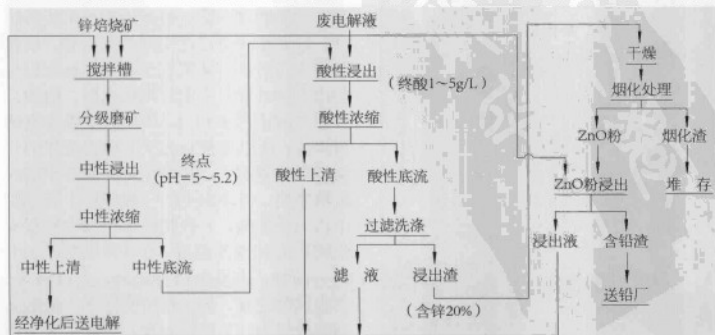 锌焙烧矿
搅拌槽
分级磨矿
中性浸出
终点
(pH=5~5.2)
中性浓缩
中性上清
中性底流
经净化后送电解
废电解液
酸性浸出
(终酸1~5g/L)
酸性浓缩
酸性上清
酸性底流
过滤洗涤
滤 液
浸出渣
(含锌20%)
干燥
烟化处理
ZnO粉
烟化渣
ZnO粉浸出
堆 存
浸出液
含铅渣
送铅厂